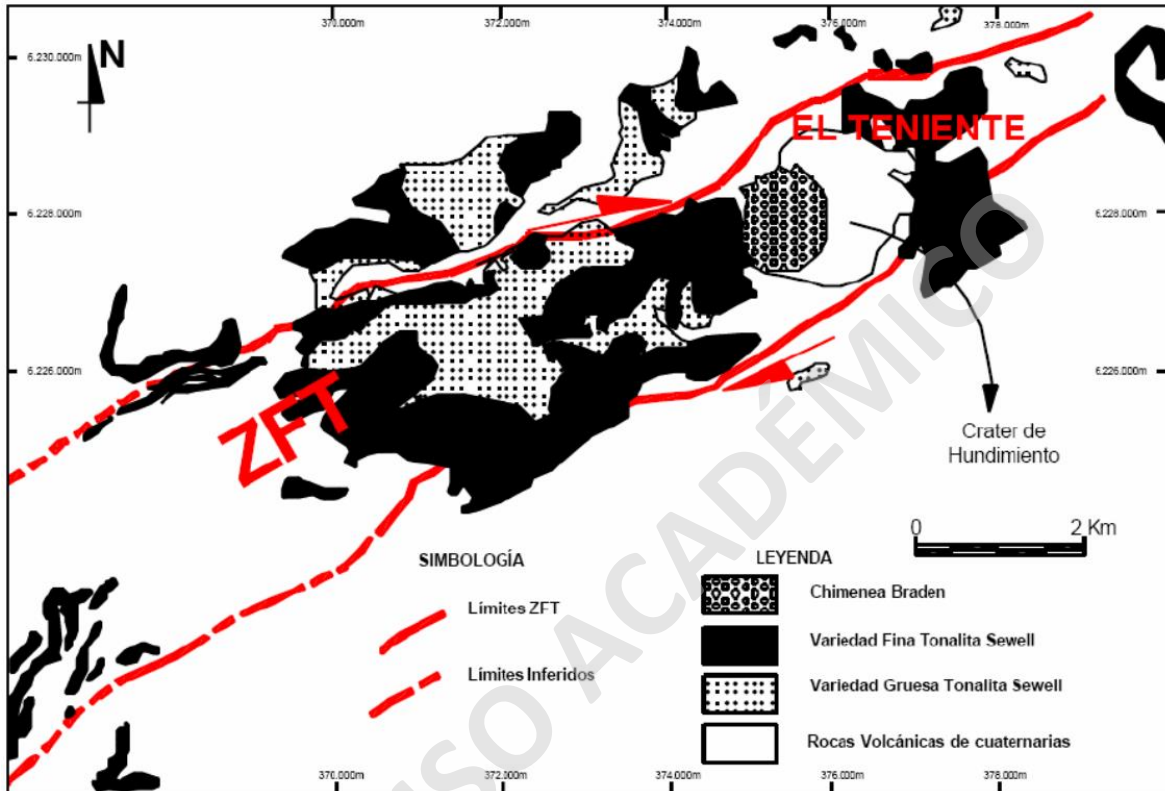 370.000m 372.000m 374.000m 376.000m 378.000m
6.230.000m
N
EL TENIENTE
6.228.000m 6.228.000m
6.226.000m 6.226.000m
ZFT
Crater de
Hundimiento
0 2 Km
SIMBOLOGÍA
Límites ZFT
Límites Inferidos
LEYENDA
Chimenea Braden
Variedad Fina Tonalita Sewell
Variedad Gruesa Tonalita Sewell
Rocas Volcánicas de cuaternarias
370.000m 372.000m 374.000m 376.000m 378.000m
SO ACADÉMICO